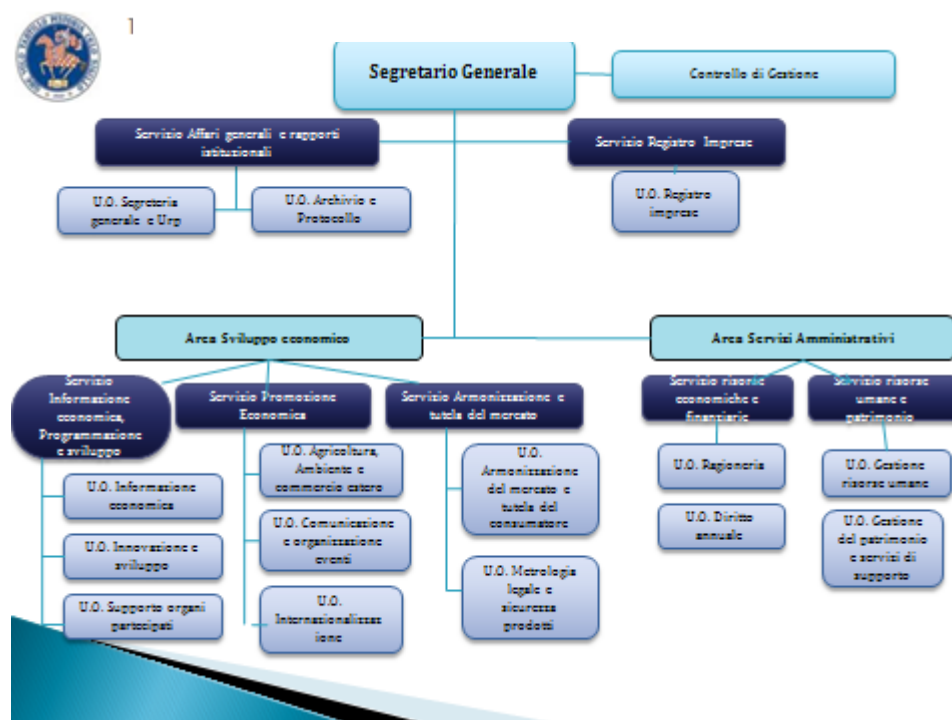 1
Segretario Generale
Controllo di Gestione
Servizio Affari generali e rapporti
istituzionali
Servizio Registro Imprese
U.O. Segreteria
generale e Urp
U.O. Archivio e
Protocollo
U.O. Registro
imprese
Area Sviluppo economico
Area Servizi Amministrativi
Servizio
Informazione
economica,
Programmazione
e sviluppo
Servizio Promozione
Economica
Servizio Armonizzazione e
tutela del mercato
Servizio risorse
economiche e
finanziarie
Servizio risorse
umane e
patrimonio
U.O. Informazione
economica
U.O. Innovazione e
sviluppo
U.O. Supporto organi
partecipati
U.O. Agricoltura,
Ambiente e
commercio estero
U.O. Comunicazione
e organizzazione
eventi
U.O.
Internazionalizzaz
ione
U.O.
Armonizzazione
del mercato e
tutela del
consumatore
U.O. Metrologia
legale e
sicurezza
prodotti
U.O. Ragioneria
U.O. Diritto
annuale
U.O. Gestione
risorse umane
U.O. Gestione
del patrimonio
e servizi di
supporto